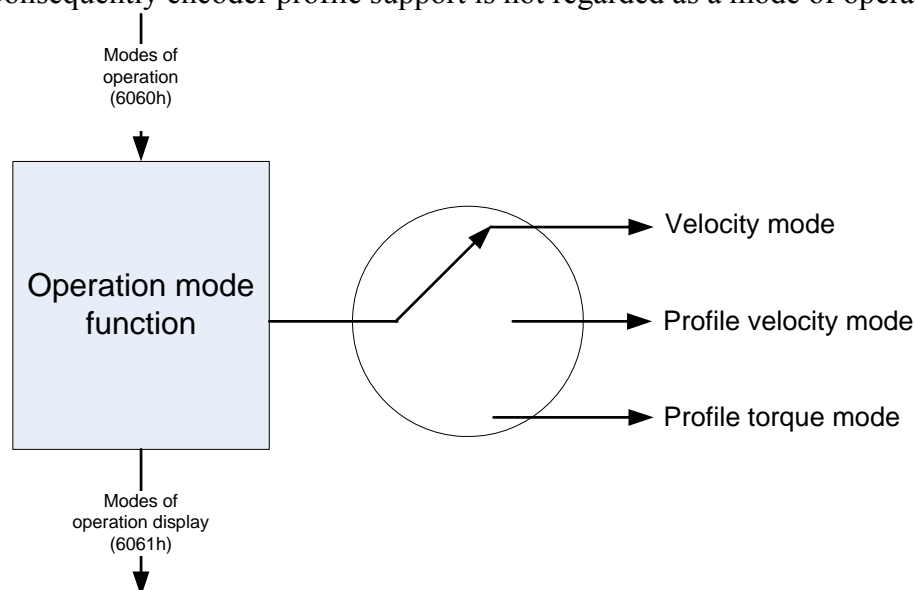 onsequently encoder profile support is not regarded as a mode of opera
Modes of
operation
(6060h)
Operation mode
function
Velocity mode
Profile velocity mode
Profile torque mode
Modes of
operation display
(6061h)